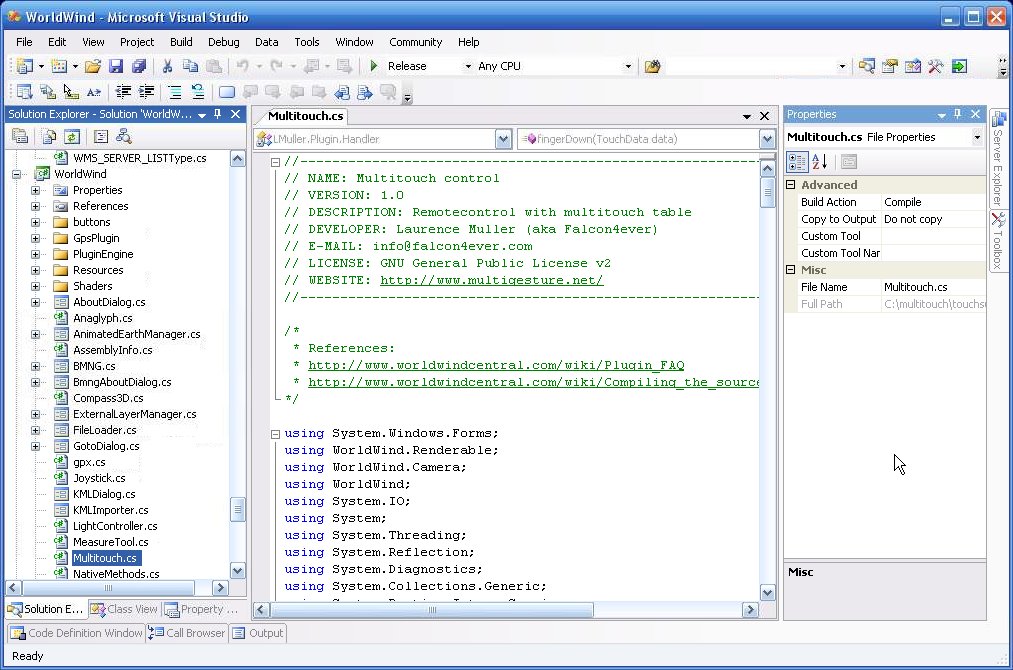 WorldWind - Microsoft Visual Studio
File Edit View Project Build Debug Data Tools Window Community Help
Release Any CPU
Solution Explorer - Solution 'WorldW...
WMS_SERVER_LISTType.cs
WorldWind
Properties
References
buttons
GpsPlugin
PluginEngine
Resources
Shaders
AboutDialog.cs
Anaglyph.cs
AnimatedEarthManager.cs
AssemblyInfo.cs
BMNG.cs
BmngAboutDialog.cs
Compass3D.cs
ExternalLayerManager.cs
FileLoader.cs
GotoDialog.cs
gpx.cs
Joystick.cs
KMLDialog.cs
KMLImporter.cs
LightController.cs
MeasureTool.cs
Multitouch.cs
NativeMethods.cs
Solution E... Class View Property ...
Multitouch.cs
LMuller.Plugin.Handler
fingerDown(TouchData data)
//----------------------------------------------------------
// NAME: Multitouch control
// VERSION: 1.0
// DESCRIPTION: Remotecontrol with multitouch table
// DEVELOPER: Laurence Muller (aka Falcon4ever)
// E-MAIL: info@falcon4ever.com
// LICENSE: GNU General Public License v2
// WEBSITE: http://www.multigesture.net/
//----------------------------------------------------------
/*
* References:
* http://www.worldwindcentral.com/wiki/Plugin_FAQ
* http://www.worldwindcentral.com/wiki/Compiling_the_source
*/
using System.Windows.Forms;
using WorldWind.Renderable;
using WorldWind.Camera;
using WorldWind;
using System.IO;
using System;
using System.Threading;
using System.Reflection;
using System.Diagnostics;
using System.Collections.Generic;
Properties
Multitouch.cs File Properties
Advanced
Build Action Compile
Copy to Output Do not copy
Custom Tool
Custom Tool Nar
Misc
File Name Multitouch.cs
Full Path C:\multitouch\touchs
Misc
Server Explorer
Toolbox
Code Definition Window Call Browser Output
Ready